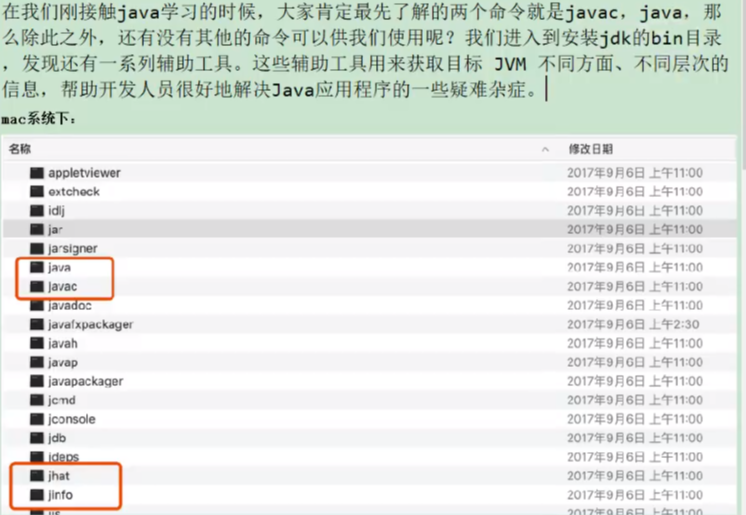 在我们刚接触java学习的时候，大家肯定最先了解的两个命令就是javac，java，那
么除此之外，还有没有其他的命令可以供我们使用呢？我们进入到安装jdk的bin目录
，发现还有一系列辅助工具。这些辅助工具用来获取目标 JVM 不同方面、不同层次的
信息，帮助开发人员很好地解决Java应用程序的一些疑难杂症。
mac系统下：
名称 修改日期
appletviewer 2017年9月6日 上午11:00
extcheck 2017年9月6日 上午11:00
idlj 2017年9月6日 上午11:00
jar 2017年9月6日 上午11:00
jarsigner 2017年9月6日 上午11:00
java 2017年9月6日 上午11:00
javac 2017年9月6日 上午11:00
javadoc 2017年9月6日 上午11:00
javafxpackager 2017年9月6日 上午2:30
javah 2017年9月6日 上午11:00
javap 2017年9月6日 上午11:00
javapackager 2017年9月6日 上午11:00
jcmd 2017年9月6日 上午11:00
jconsole 2017年9月6日 上午11:00
jdb 2017年9月6日 上午11:00
jdeps 2017年9月6日 上午11:00
jhat 2017年9月6日 上午11:00
jinfo 2017年9月6日 上午11:00